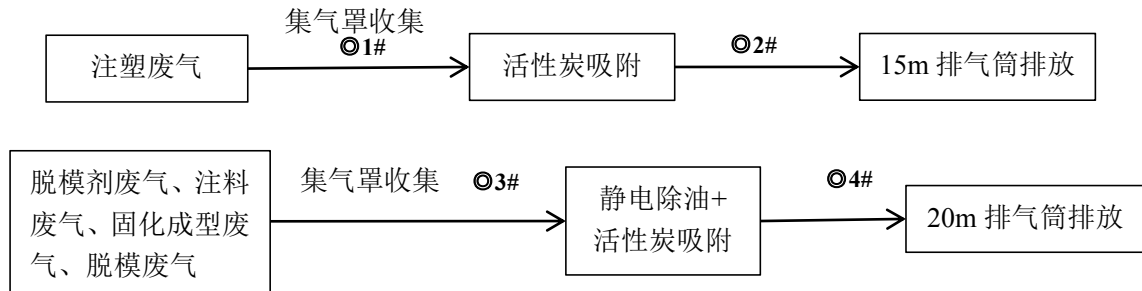 集气罩收集
◎1#
◎2#
注塑废气
活性炭吸附
15m 排气筒排放
脱模剂废气、注料
废气、固化成型废
气、脱模废气
集气罩收集 ◎3#
静电除油+
活性炭吸附
◎4#
20m 排气筒排放